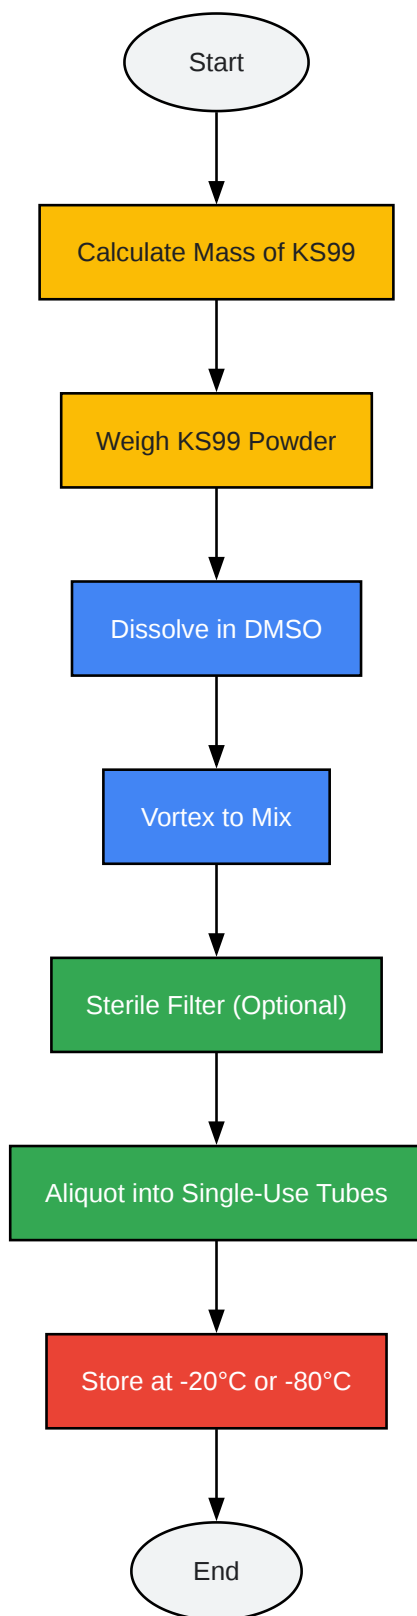 Start
Calculate Mass of KS99
Weigh KS99 Powder
Dissolve in DMSO
Vortex to Mix
Sterile Filter (Optional)
Aliquot into Single-Use Tubes
Store at -20°C or -80°C
End